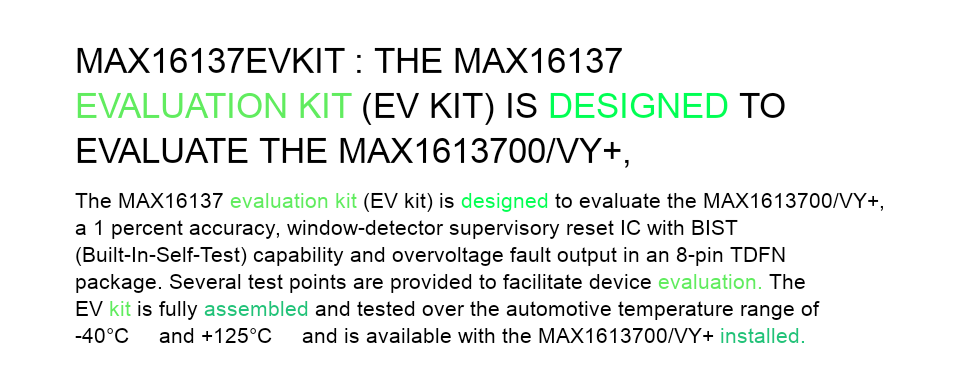 MAX16137EVKIT : THE MAX16137
EVALUATION KIT (EV KIT) IS DESIGNED TO
EVALUATE THE MAX1613700/VY+,
The MAX16137 evaluation kit (EV kit) is designed to evaluate the MAX1613700/VY+,
a 1 percent accuracy, window-detector supervisory reset IC with BIST
(Built-In-Self-Test) capability and overvoltage fault output in an 8-pin TDFN
package. Several test points are provided to facilitate device evaluation. The
EV kit is fully assembled and tested over the automotive temperature range of
-40°C and +125°C and is available with the MAX1613700/VY+ installed.